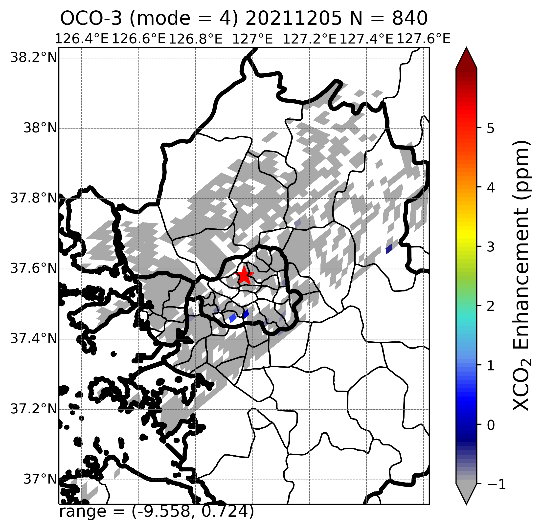 OCO-3 (mode = 4) 20211205 N = 840
126.4°E 126.6°E 126.8°E 127°E 127.2°E 127.4°E 127.6°E
38.2°N
38°N
37.8°N
37.6°N
37.4°N
37.2°N
37°N
range = (-9.558, 0.724)
5
4
3
2
1
0
−1
XCO₂ Enhancement (ppm)